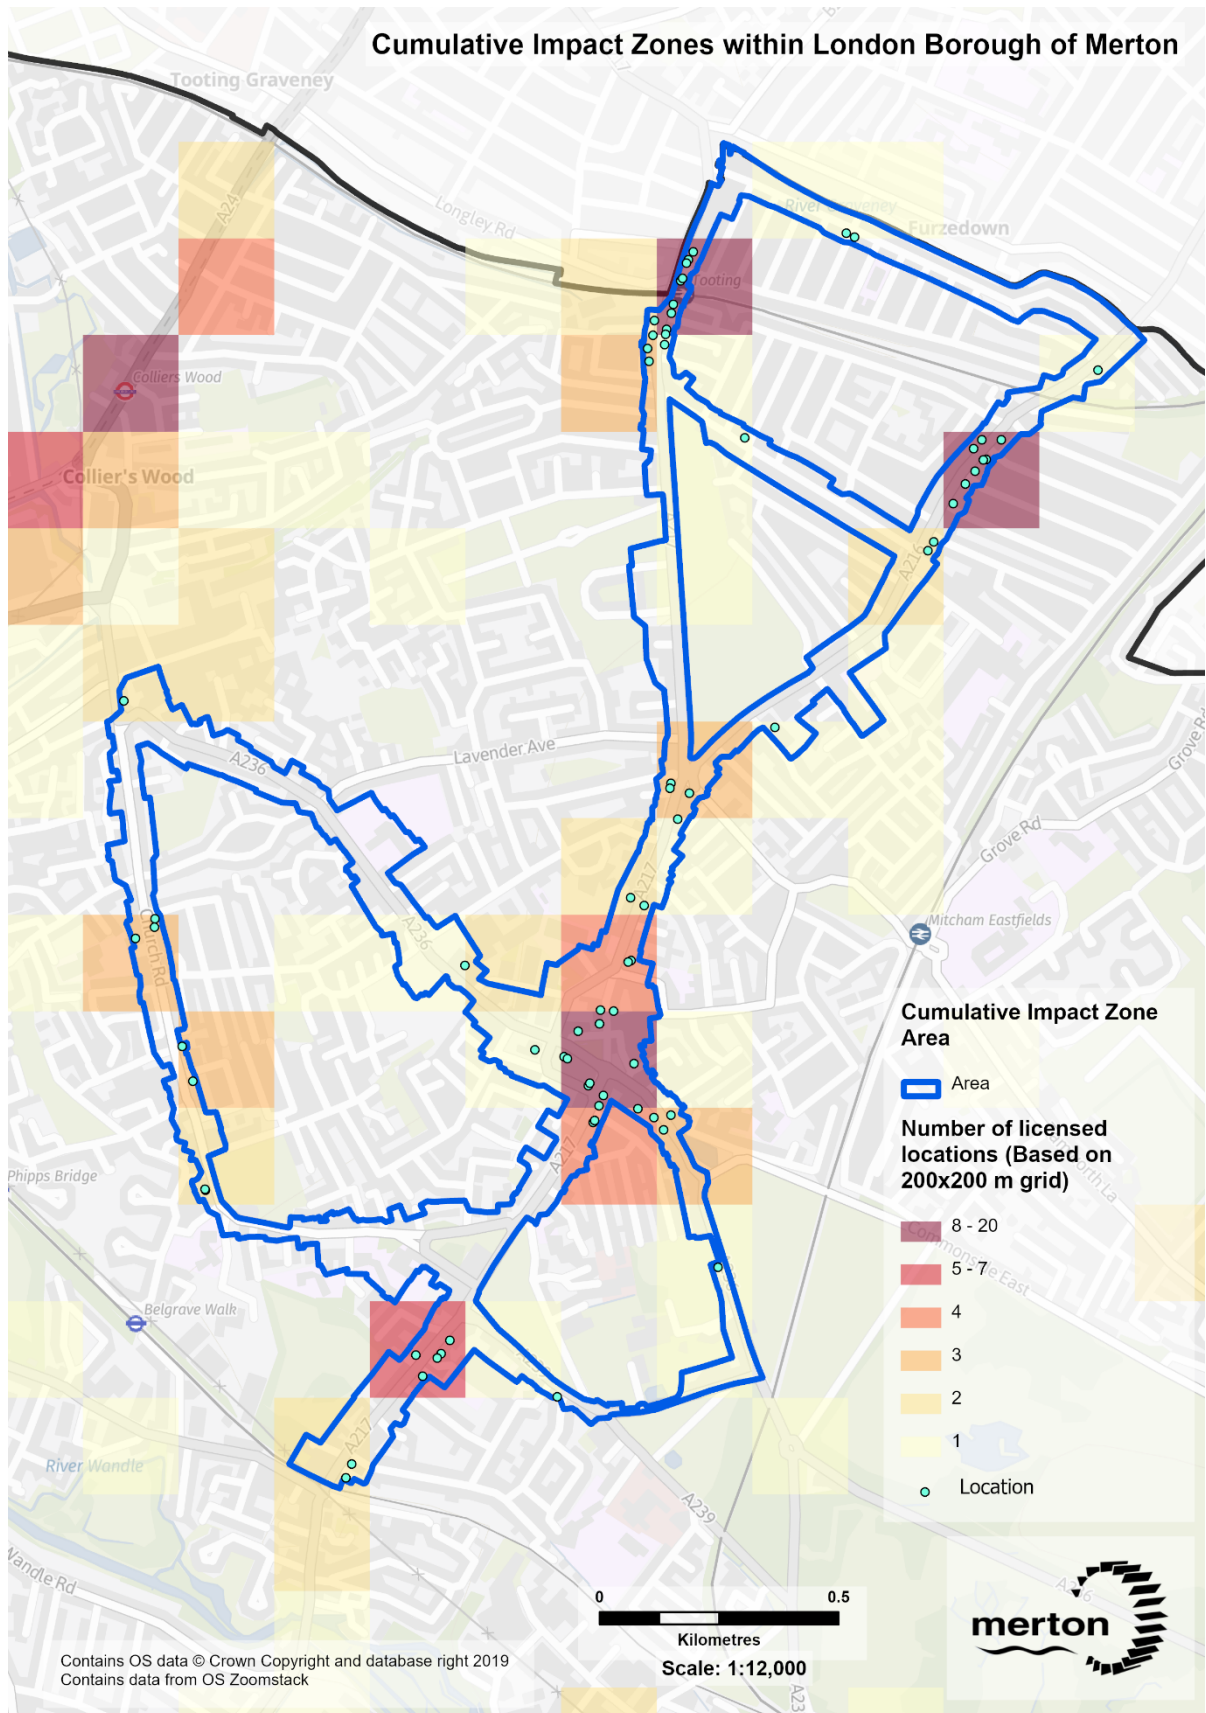 Cumulative Impact Zones within London Borough of Merton
Tooting Graveney
A24
Longley Rd
River Graveney
Furzedown
Tooting
Colliers Wood
Collier's Wood
A216
Lavender Ave
A236
Grove Rd
Grove Rd
A217
Mitcham Eastfields
Church Rd
A236
Cumulative Impact Zone
Area
Area
Number of licensed
locations (Based on
200x200 m grid)
8 - 20
5 - 7
4
3
2
1
Location
Phipps Bridge
A217
Commonside East
Belgrave Walk
A217
River Wandle
A239
Wandle Rd
0
0.5
Kilometres
Scale: 1:12,000
merton
Contains OS data © Crown Copyright and database right 2019
Contains data from OS Zoomstack